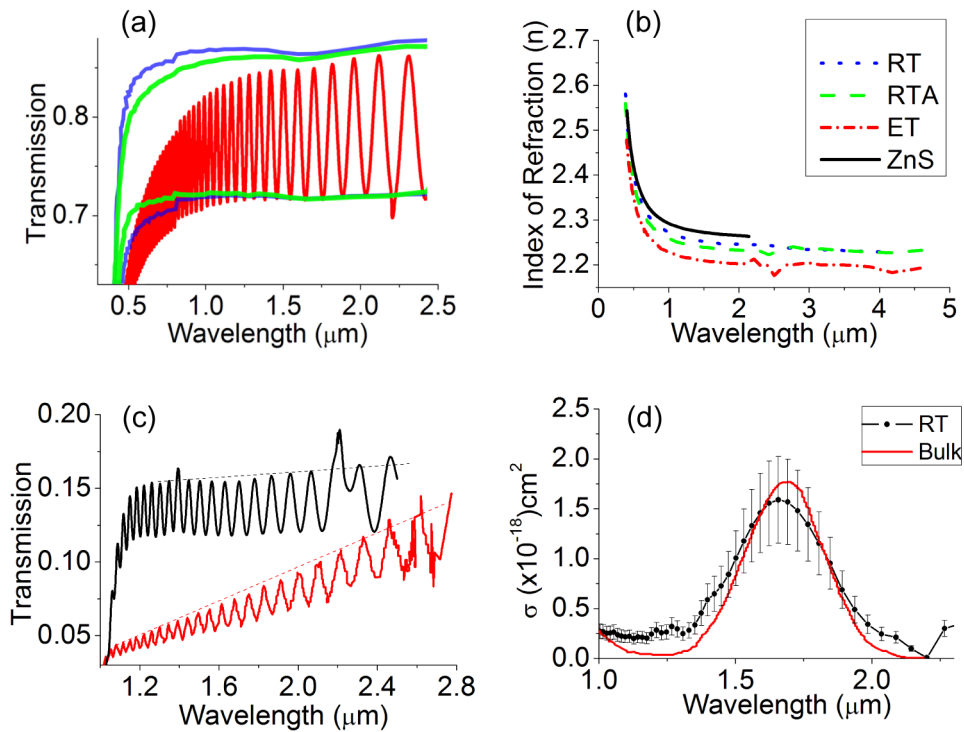 (a)
Transmission
0.8
0.7
0.5 1.0 1.5 2.0 2.5
Wavelength (μm)
(b)
Index of Refraction (n)
2.7
2.6
2.5
2.4
2.3
2.2
0 1 2 3 4 5
Wavelength (μm)
RT
RTA
ET
ZnS
(c)
Transmission
0.20
0.15
0.10
0.05
1.2 1.6 2.0 2.4 2.8
Wavelength (μm)
(d)
σ (x10⁻¹⁸)cm²
2.5
2.0
1.5
1.0
0.5
0.0
1.0 1.5 2.0
Wavelength (μm)
RT
Bulk